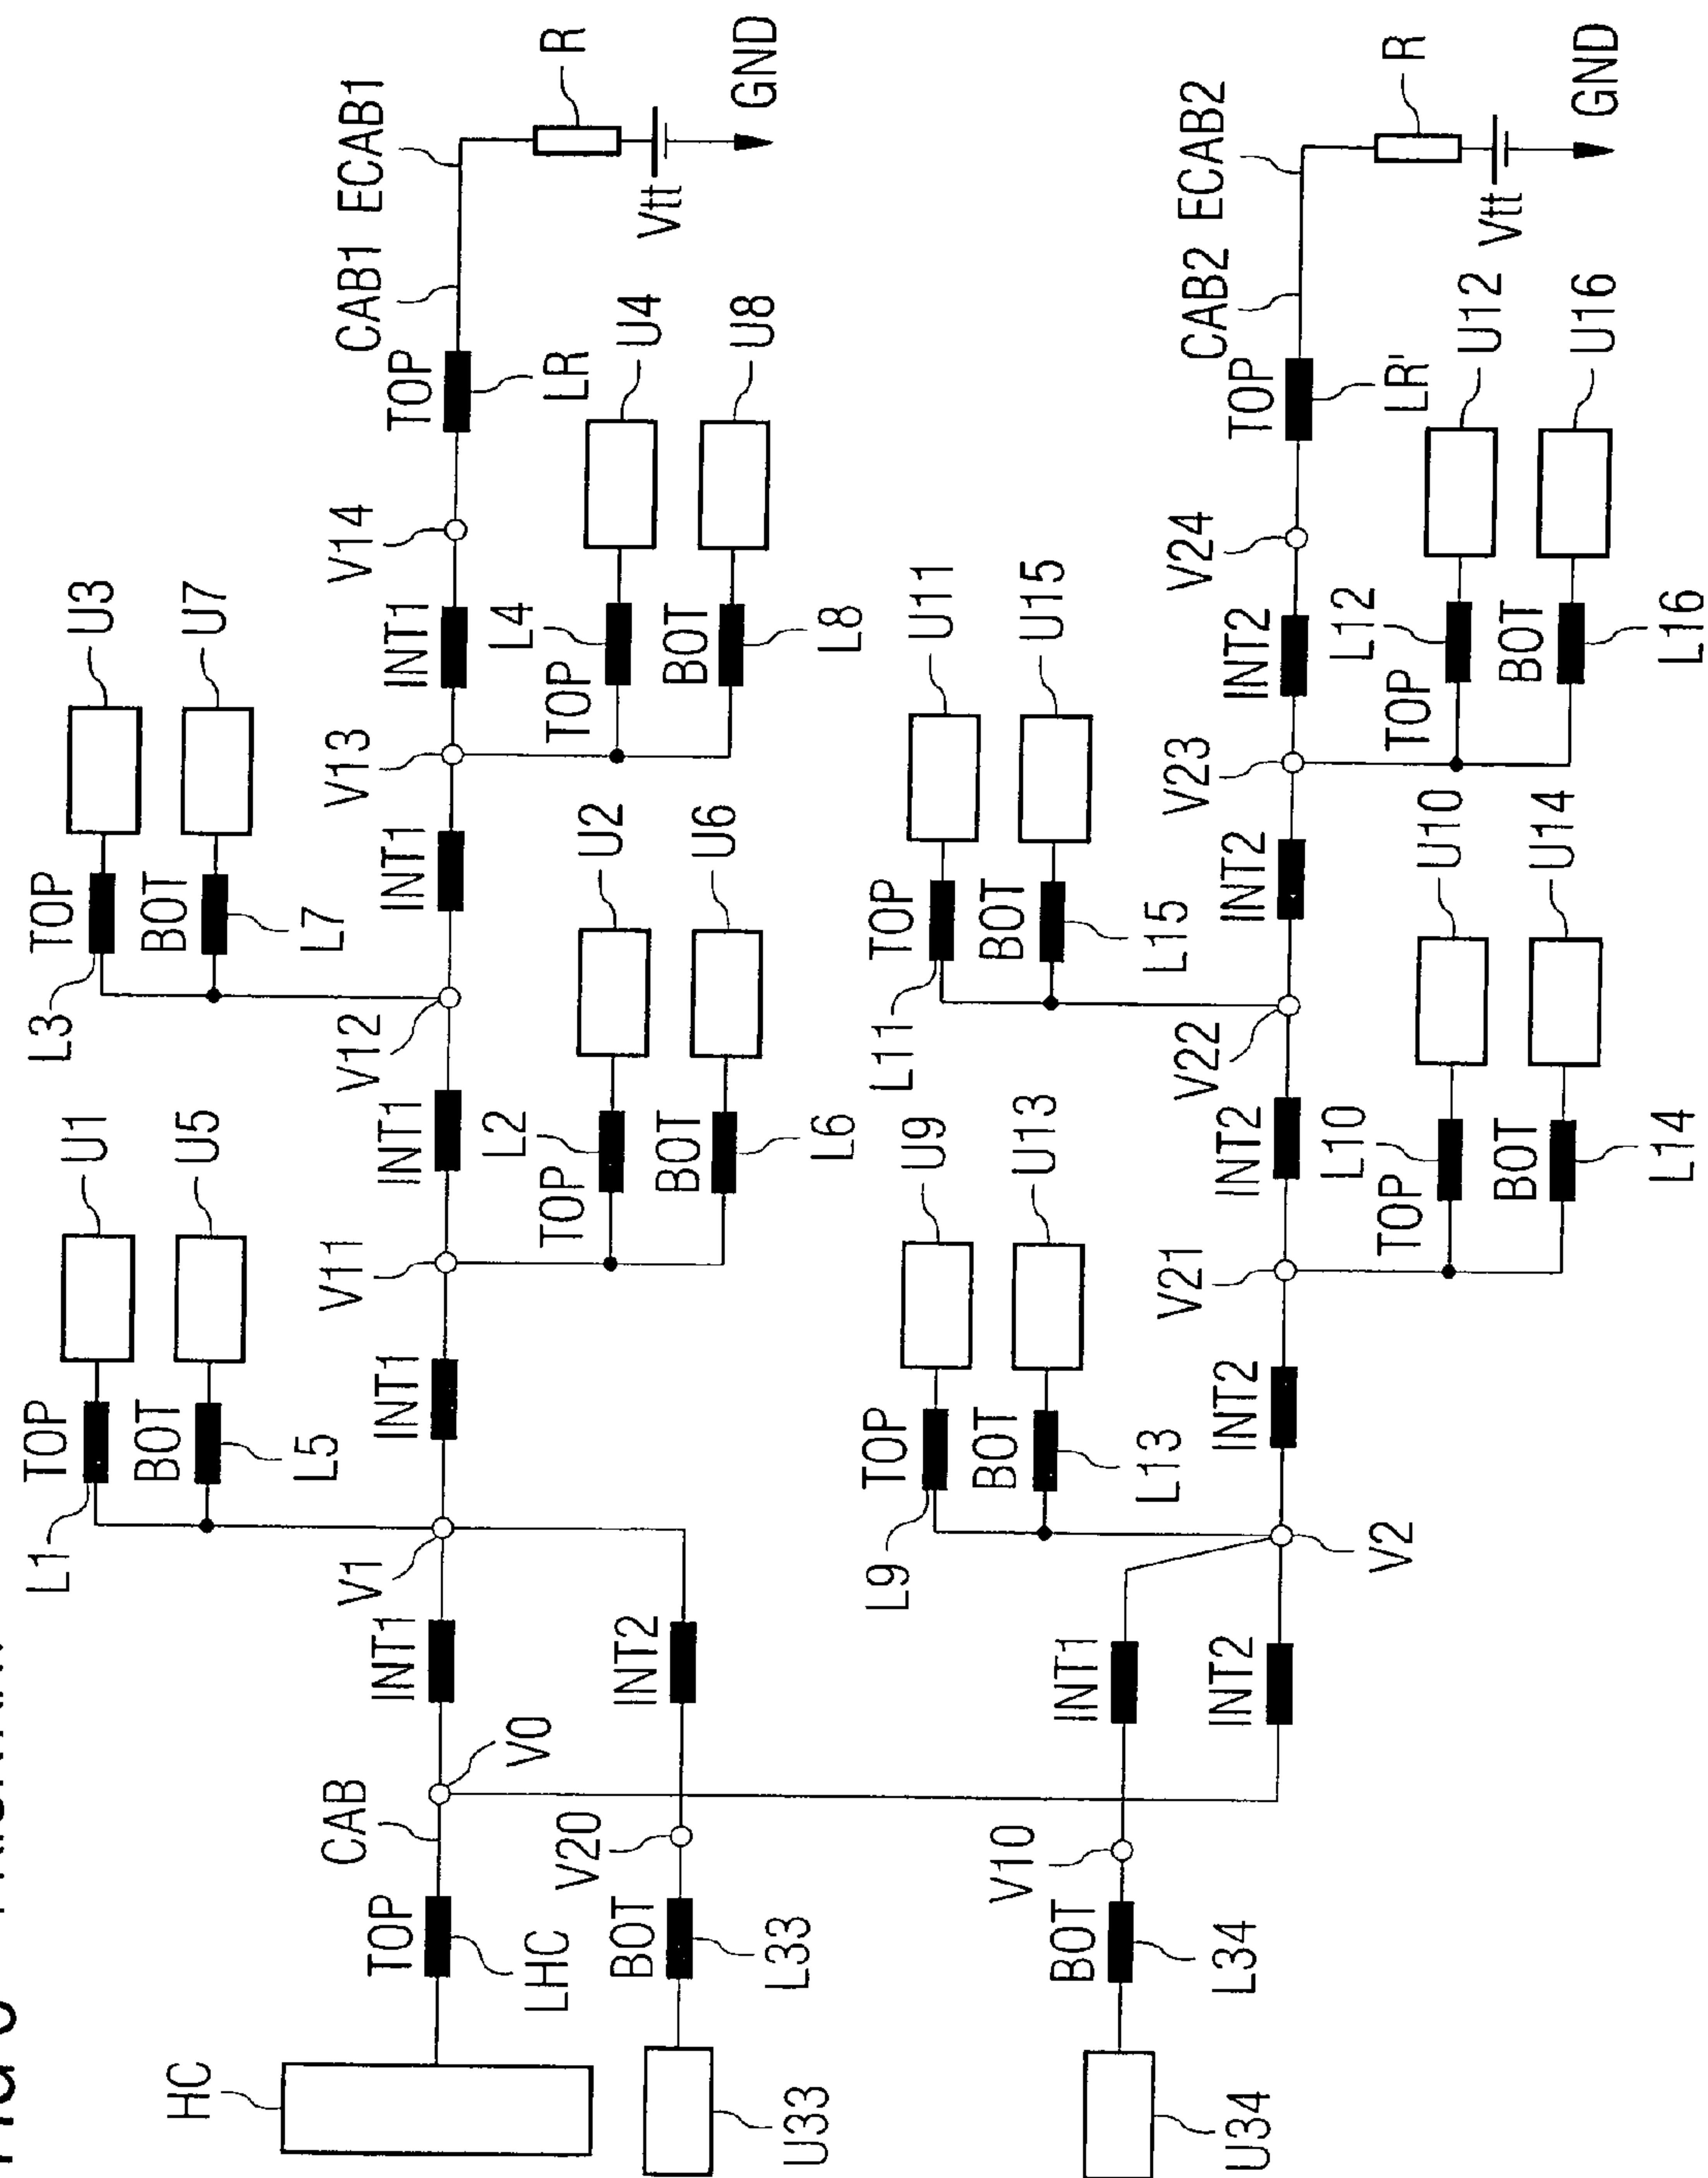 HC
TOP
LHC
CAB
V0
INT1
V1
L1
TOP
U1
BOT
U5
L5
INT1
V11
TOP
L2
U2
BOT
L6
U6
INT1
V12
L3
TOP
U3
BOT
L7
U7
INT1
V13
TOP
L4
U4
BOT
L8
U8
INT1
V14
TOP
LR
CAB1
ECAB1
R
Vtt
GND
U33
BOT
L33
V20
INT2
U34
BOT
L34
V10
INT1
INT2
V2
L9
TOP
U9
BOT
L13
U13
INT2
V21
TOP
L10
U10
BOT
L14
U14
INT2
V22
L11
TOP
U11
BOT
L15
U15
INT2
V23
TOP
L12
U12
BOT
L16
U16
INT2
V24
TOP
LR'
CAB2
ECAB2
R
Vtt
GND